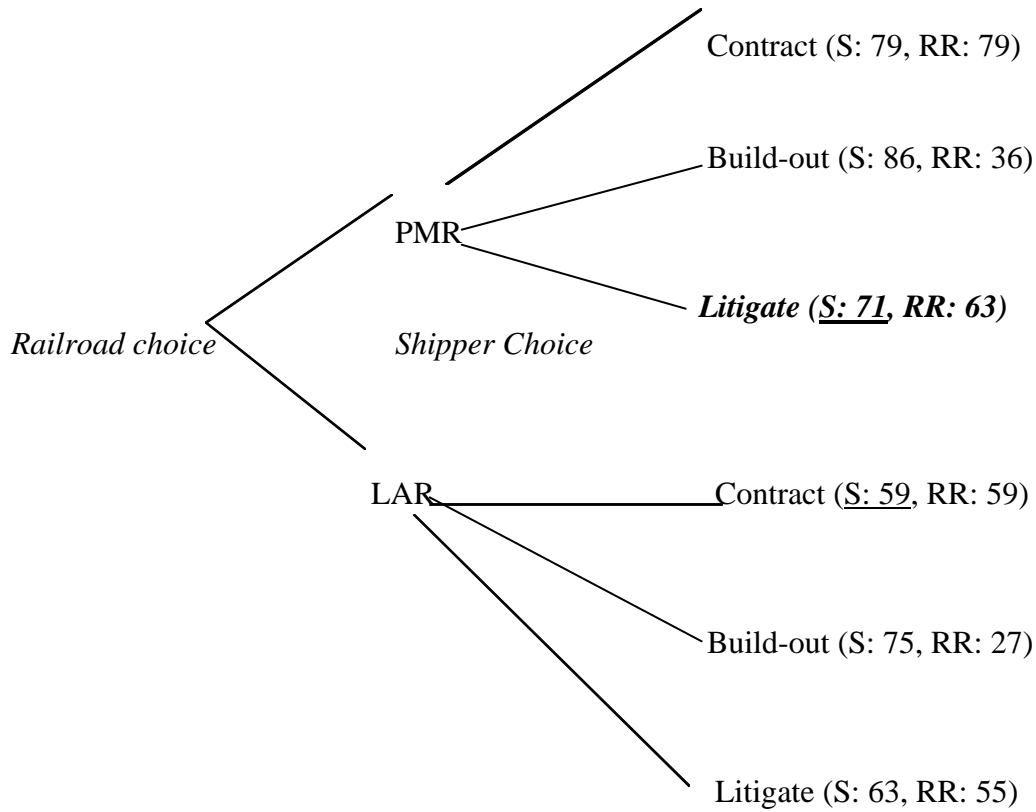 Contract (S: 79, RR: 79)
Build-out (S: 86, RR: 36)
PMR
Litigate (S: 71, RR: 63)
Railroad choice
Shipper Choice
LAR
Contract (S: 59, RR: 59)
Build-out (S: 75, RR: 27)
Litigate (S: 63, RR: 55)